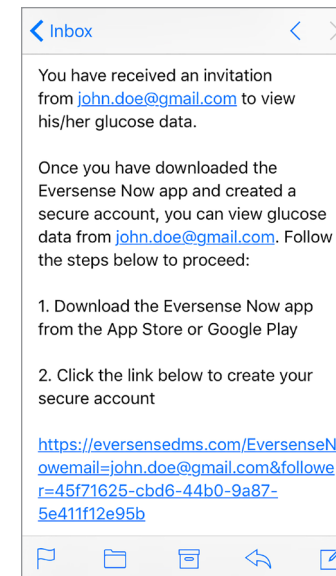 Inbox
You have received an invitation
from john.doe@gmail.com to view
his/her glucose data.
Once you have downloaded the
Eversense Now app and created a
secure account, you can view glucose
data from john.doe@gmail.com. Follow
the steps below to proceed:
1. Download the Eversense Now app
from the App Store or Google Play
2. Click the link below to create your
secure account
https://eversensedms.com/EversenseN
owemail=john.doe@gmail.com&followe
r=45f71625-cbd6-44b0-9a87-
5e411f12e95b